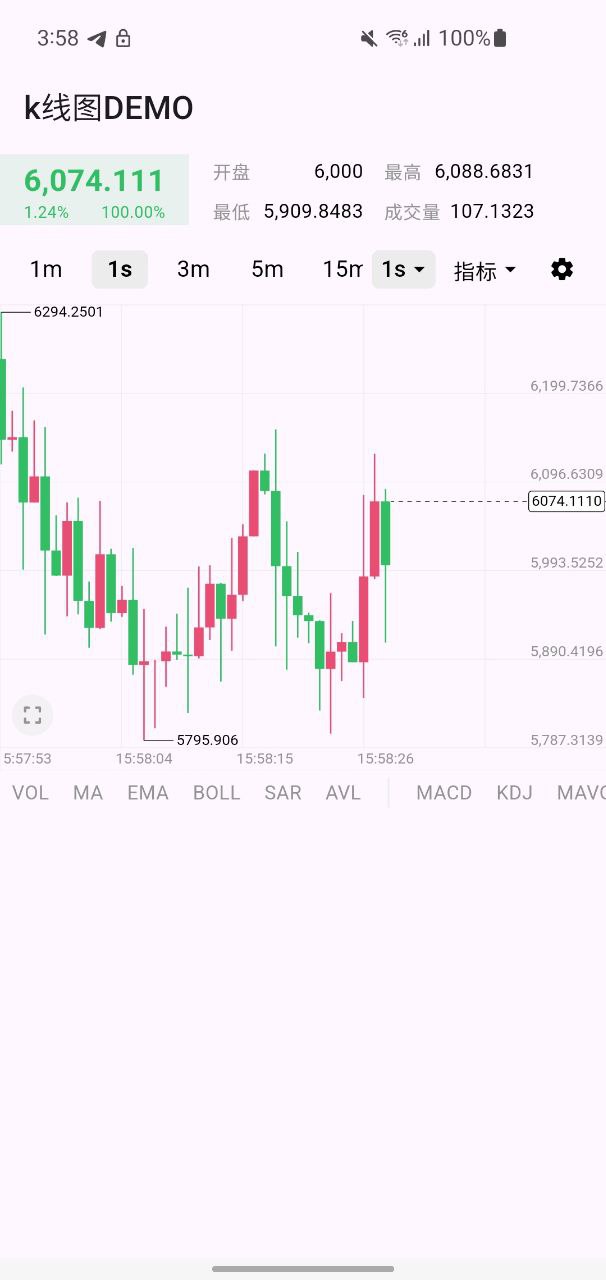 3:58 100%
k线图DEMO
6,074.111 开盘 6,000 最高 6,088.6831
1.24% 100.00% 最低 5,909.8483 成交量 107.1323
1m 1s 3m 5m 15m 1s 指标
6294.2501
6,199.7366
6,096.6309
6074.1110
5,993.5252
5,890.4196
5795.906 5,787.3139
5:57:53 15:58:04 15:58:15 15:58:26
VOL MA EMA BOLL SAR AVL MACD KDJ MAVO